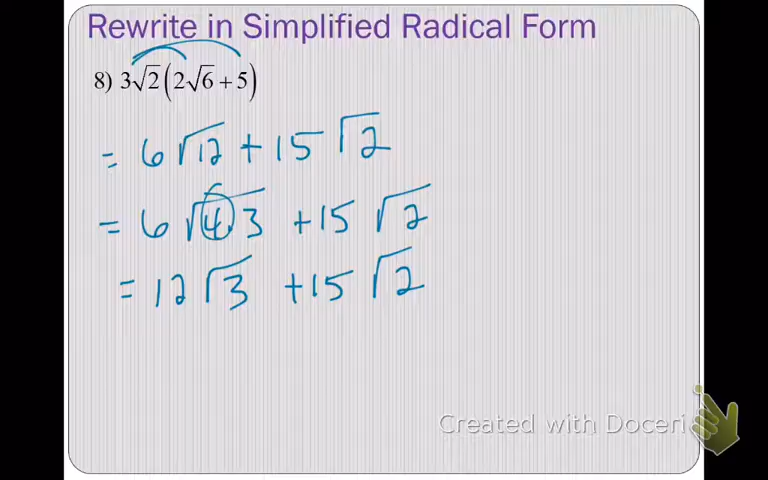 Rewrite in Simplified Radical Form
8) 3√2(2√6+5)
= 6√12 + 15√2
= 6√4·3 + 15√2
= 12√3 + 15√2
Created with Doceri